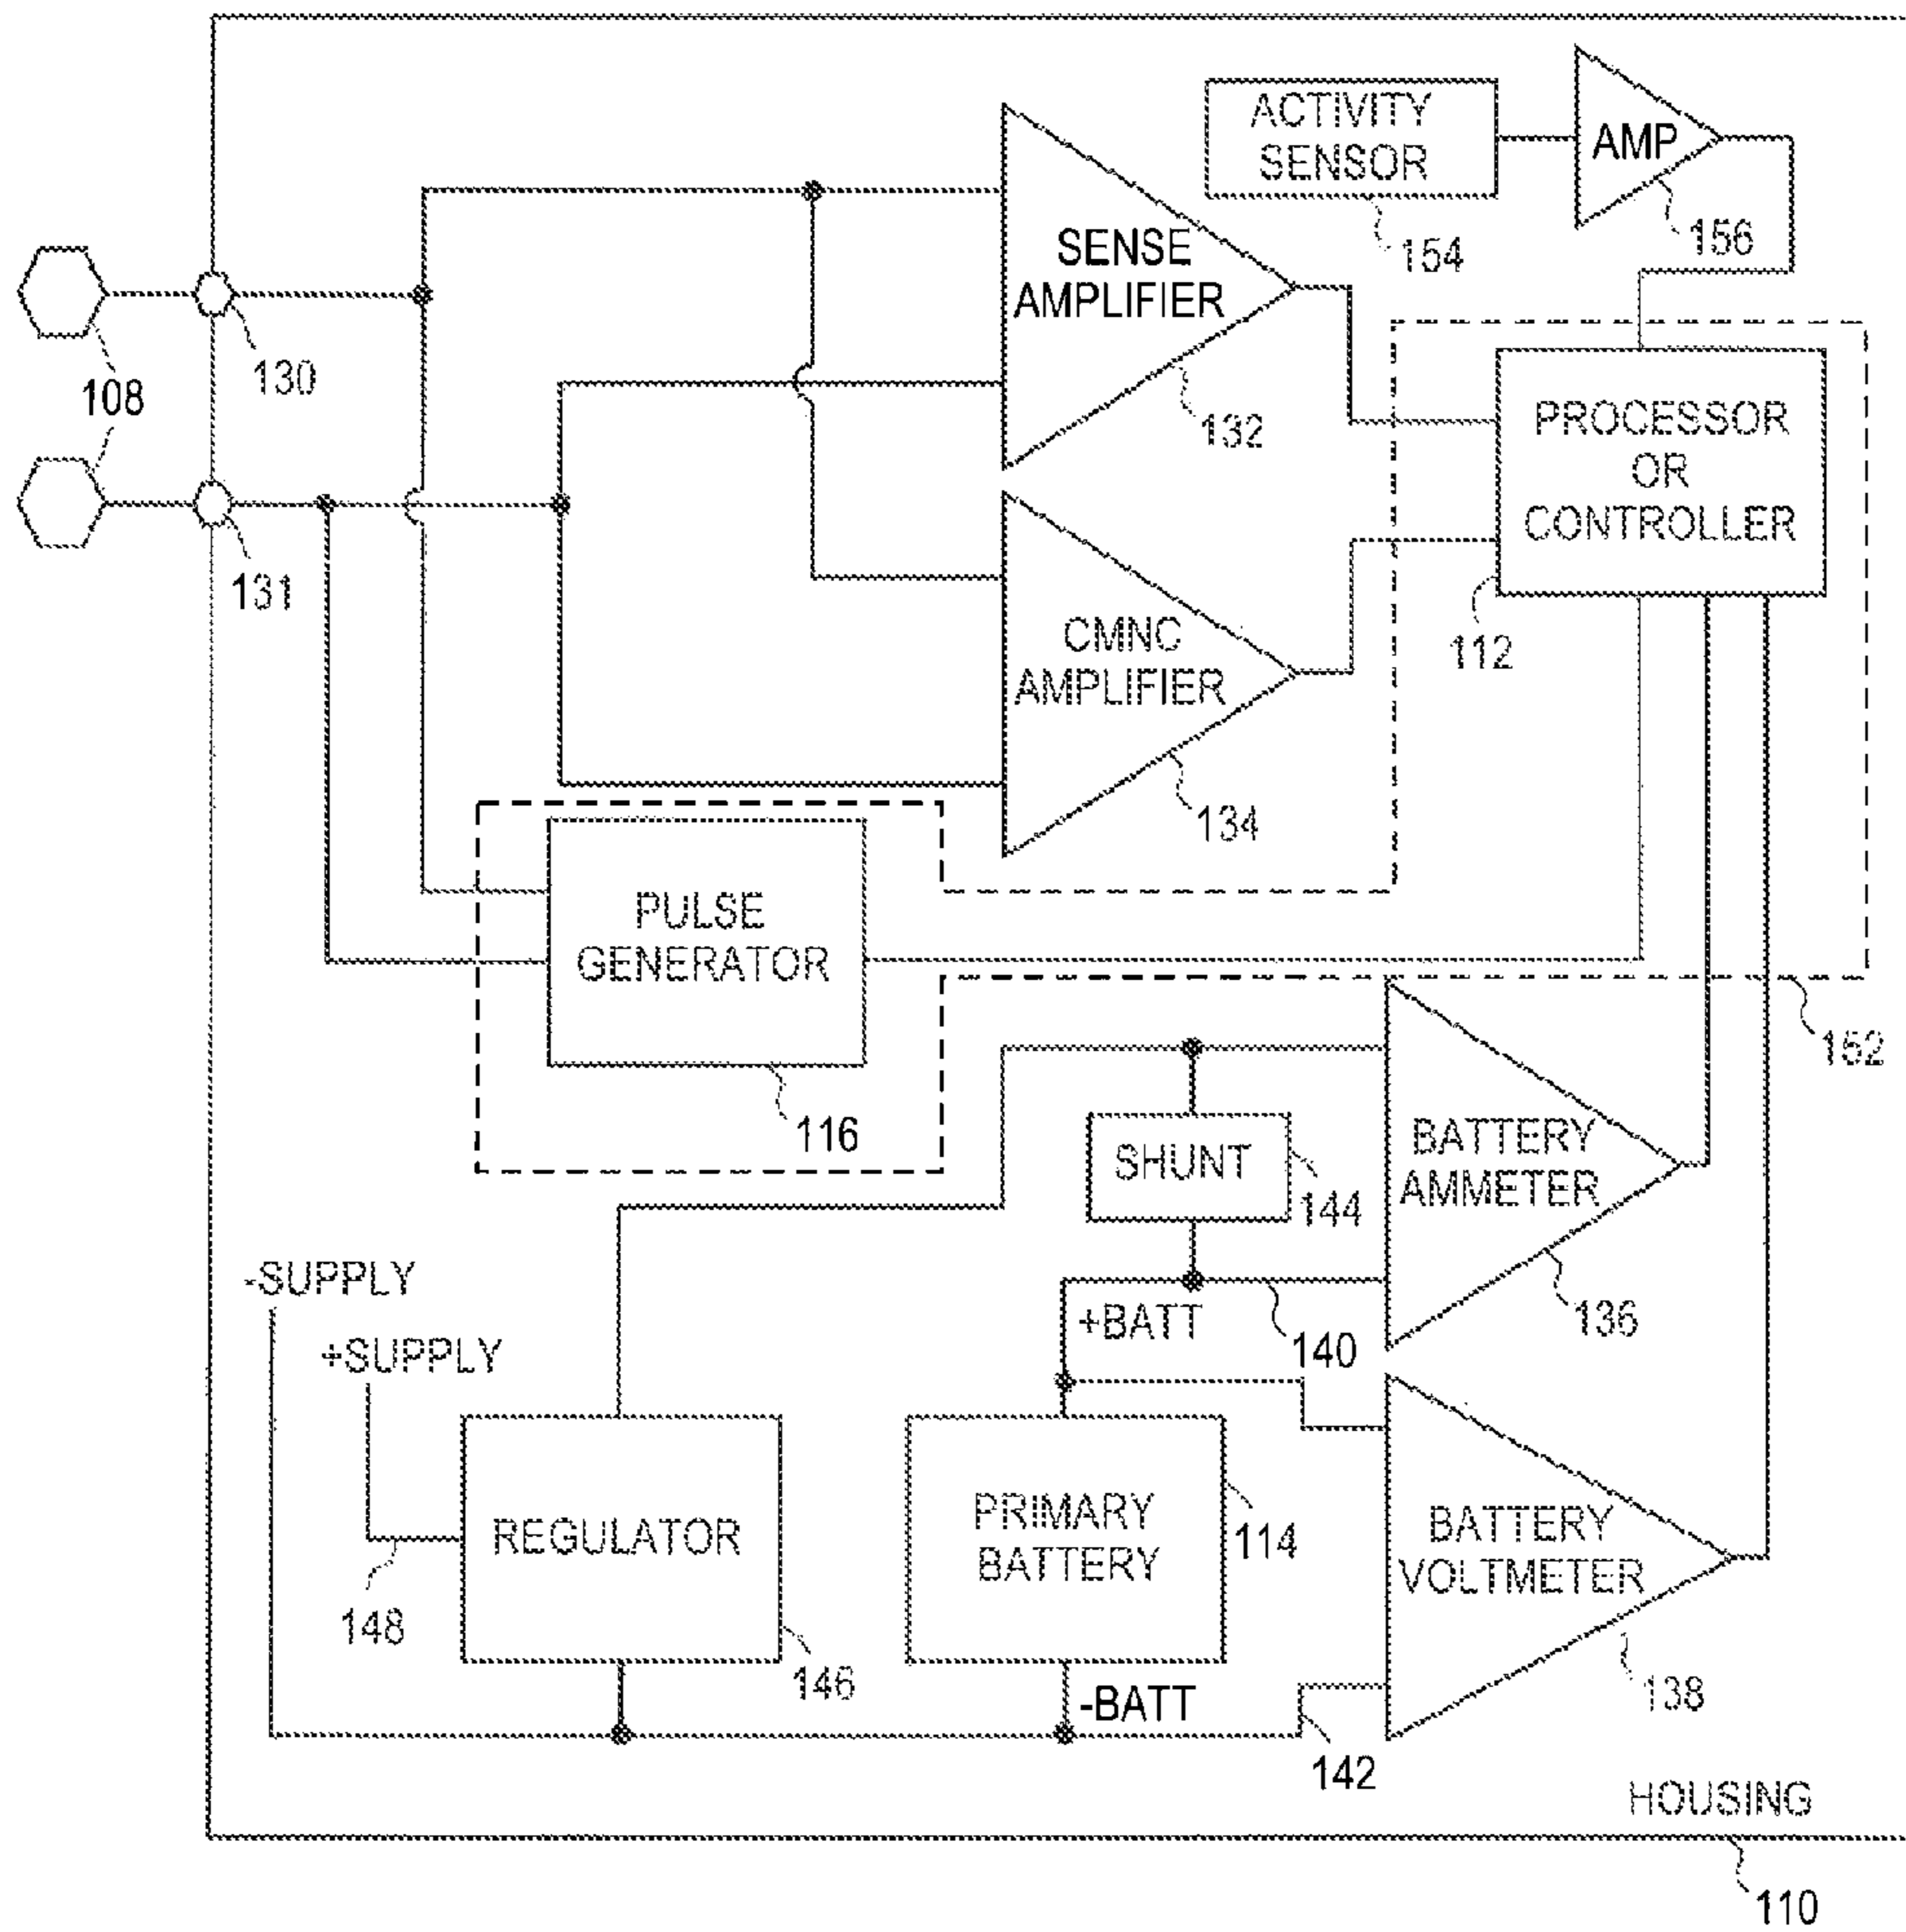 ACTIVITY
SENSOR
154
AMP
156
SENSE
AMPLIFIER
132
108
130
131
PROCESSOR
OR
CONTROLLER
112
CMNC
AMPLIFIER
134
PULSE
GENERATOR
116
152
SHUNT
144
BATTERY
AMMETER
136
-SUPPLY
+SUPPLY
+BATT
140
REGULATOR
148
146
PRIMARY
BATTERY
114
BATTERY
VOLTMETER
138
-BATT
142
HOUSING
110